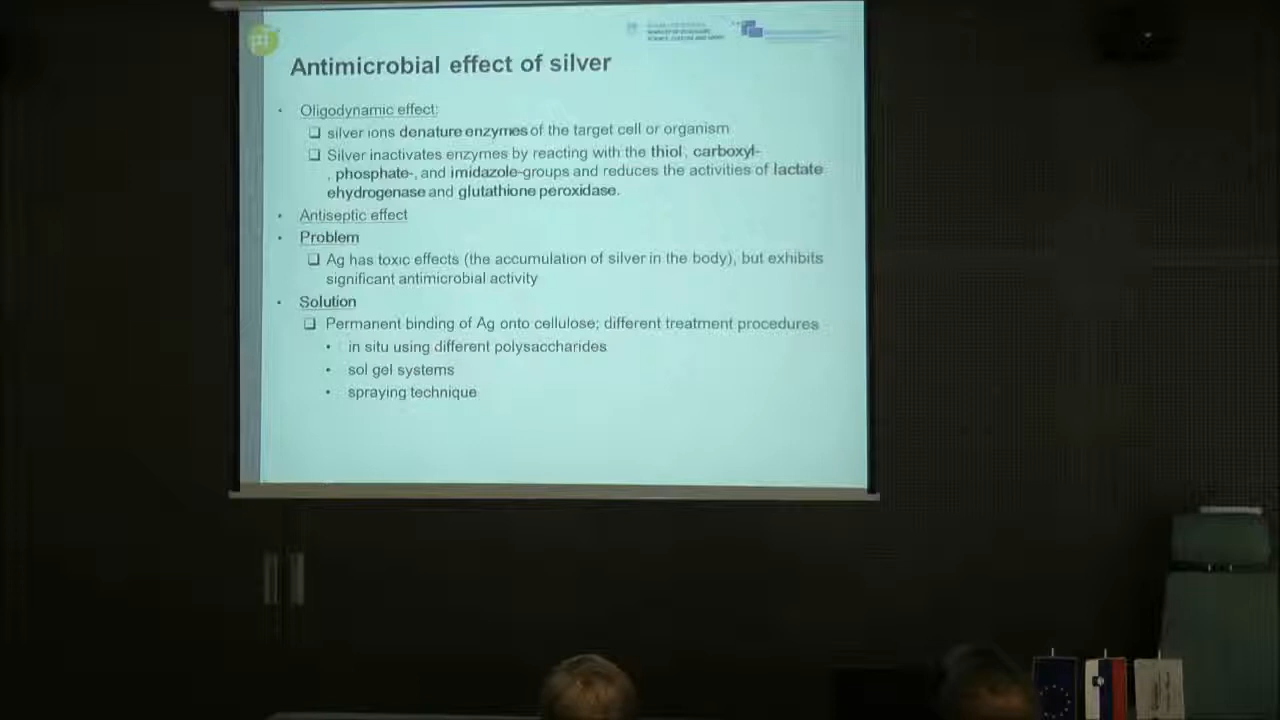 Antimicrobial effect of silver
Oligodynamic effect:
silver ions denature enzymes of the target cell or organism
Silver inactivates enzymes by reacting with the thiol, carboxyl-
, phosphate-, and imidazole-groups and reduces the activities of lactate
ehydrogenase and glutathione peroxidase.
Antiseptic effect
Problem
Ag has toxic effects (the accumulation of silver in the body), but exhibits
significant antimicrobial activity
Solution
Permanent binding of Ag onto cellulose; different treatment procedures
in situ using different polysaccharides
sol gel systems
spraying technique